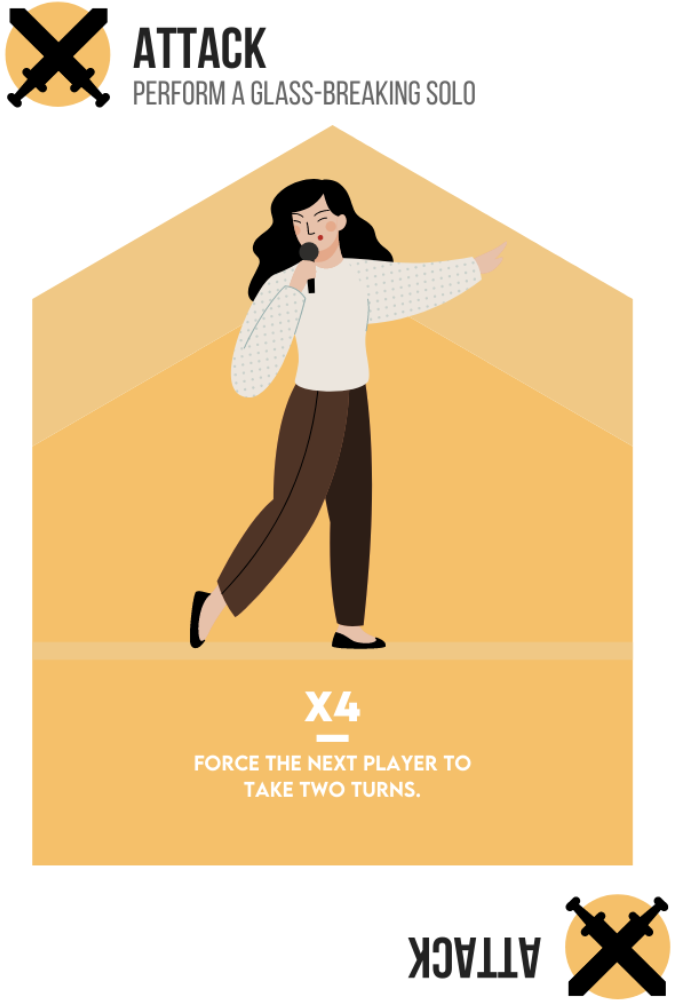 ATTACK
PERFORM A GLASS-BREAKING SOLO
X4
FORCE THE NEXT PLAYER TO
TAKE TWO TURNS.
ATTACK